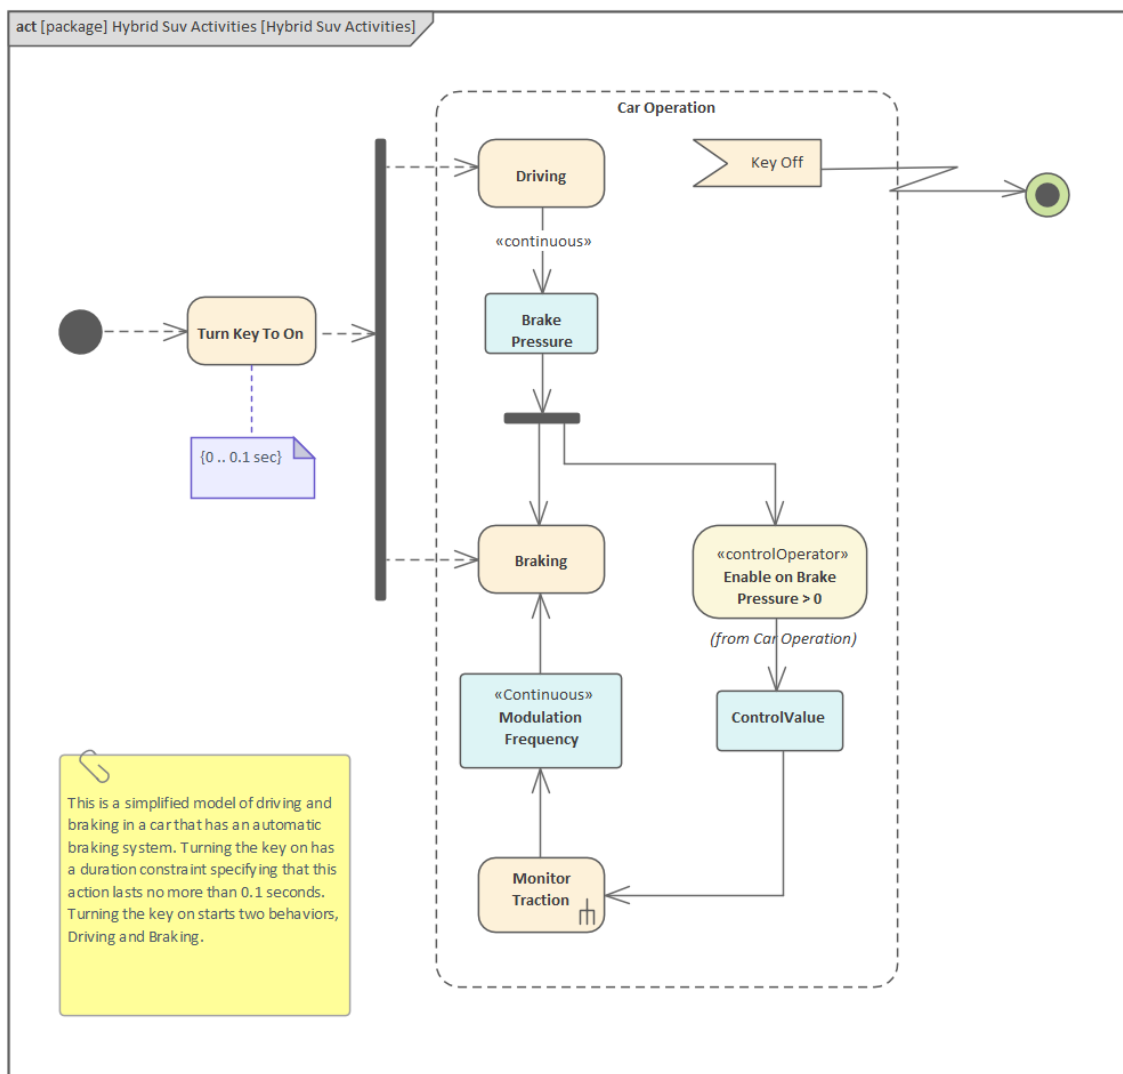 act [package] Hybrid Suv Activities [Hybrid Suv Activities]
Car Operation
Driving
Key Off
«continuous»
Brake
Pressure
Turn Key To On
{0 .. 0.1 sec}
Braking
«controlOperator»
Enable on Brake
Pressure > 0
(from Car Operation)
«Continuous»
Modulation
Frequency
ControlValue
Monitor
Traction
This is a simplified model of driving and
braking in a car that has an automatic
braking system. Turning the key on has
a duration constraint specifying that this
action lasts no more than 0.1 seconds.
Turning the key on starts two behaviors,
Driving and Braking.